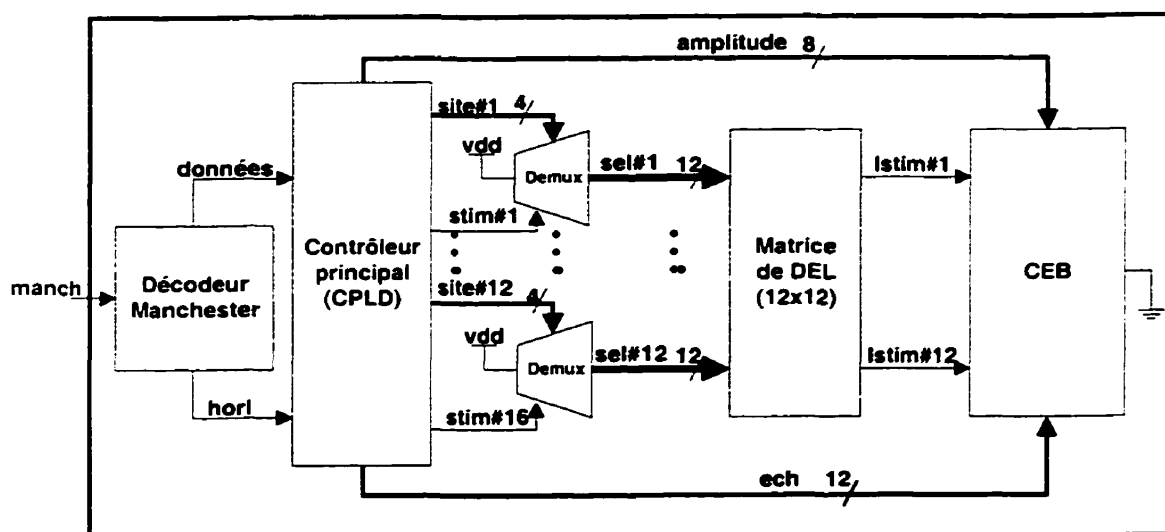 amplitude 8
site#1 4
vdd
données
Demux
sel#1 12
Istim#1
stim#1
Contrôleur
principal
(CPLD)
Matrice
de DEL
(12x12)
CEB
Décodeur
Manchester
manch
site#12
4
vdd
Demux
sel#12 12
Istim#12
horl
stim#16
ech 12